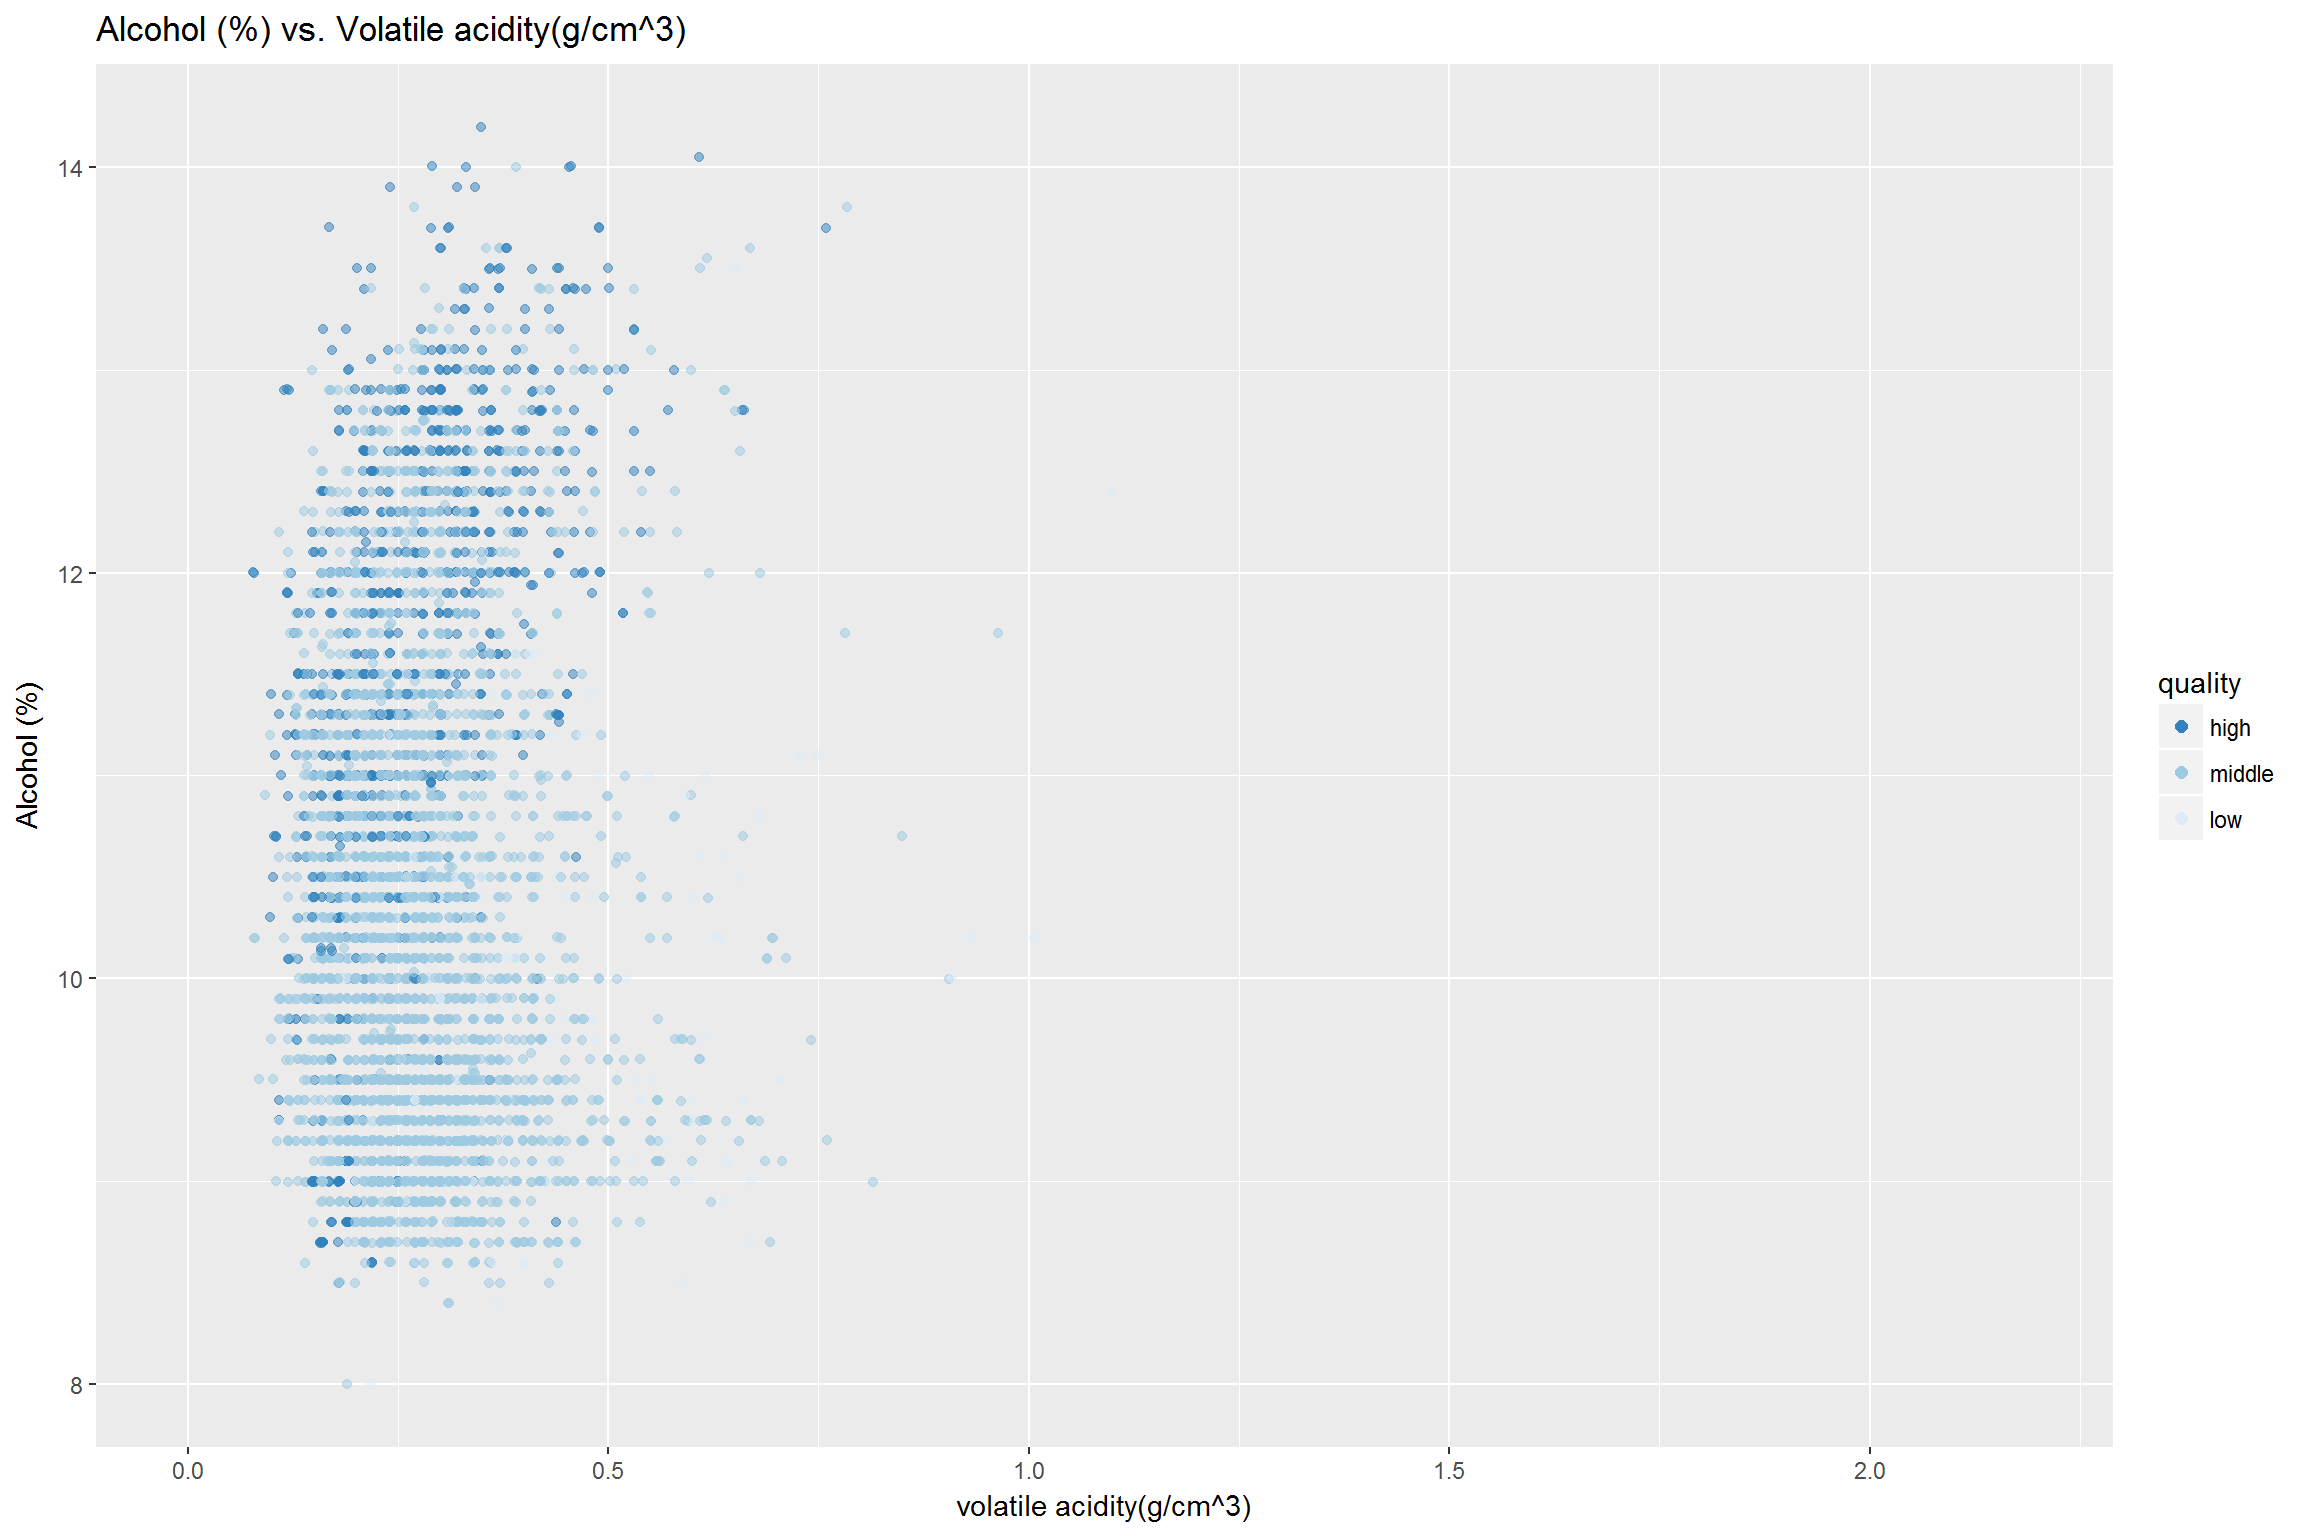 Alcohol (%) vs. Volatile acidity(g/cm^3)
14
12
10
8
Alcohol (%)
0.0 0.5 1.0 1.5 2.0
volatile acidity(g/cm^3)
quality
high
middle
low